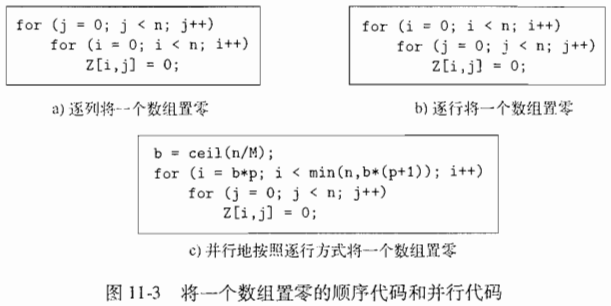 for (j = 0; j < n; j++)
for (i = 0; i < n; i++)
Z[i,j] = 0;
a) 逐列将一个数组置零
for (i = 0; i < n; i++)
for (j = 0; j < n; j++)
Z[i,j] = 0;
b) 逐行将一个数组置零
b = ceil(n/M);
for (i = b*p; i < min(n,b*(p+1)); i++)
for (j = 0; j < n; j++)
Z[i,j] = 0;
c) 并行地按照逐行方式将一个数组置零
图 11-3 将一个数组置零的顺序代码和并行代码